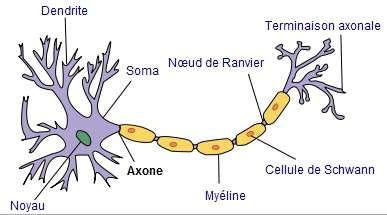 Dendrite
Terminaison axonale
Soma
Nœud de Ranvier
Axone
Cellule de Schwann
Myéline
Noyau